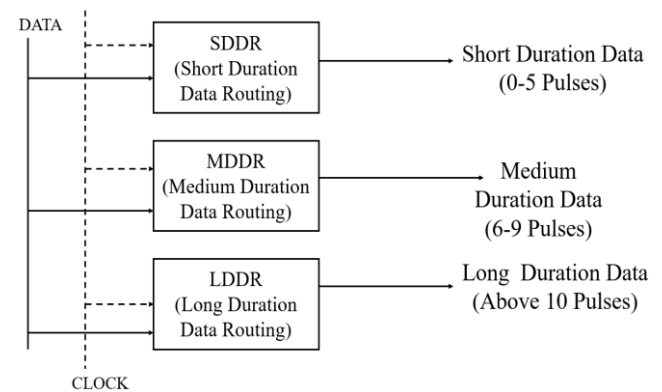 DATA
SDDR
(Short Duration
Data Routing)
Short Duration Data
(0-5 Pulses)
MDDR
(Medium Duration
Data Routing)
Medium
Duration Data
(6-9 Pulses)
LDDR
(Long Duration
Data Routing)
Long Duration Data
(Above 10 Pulses)
CLOCK